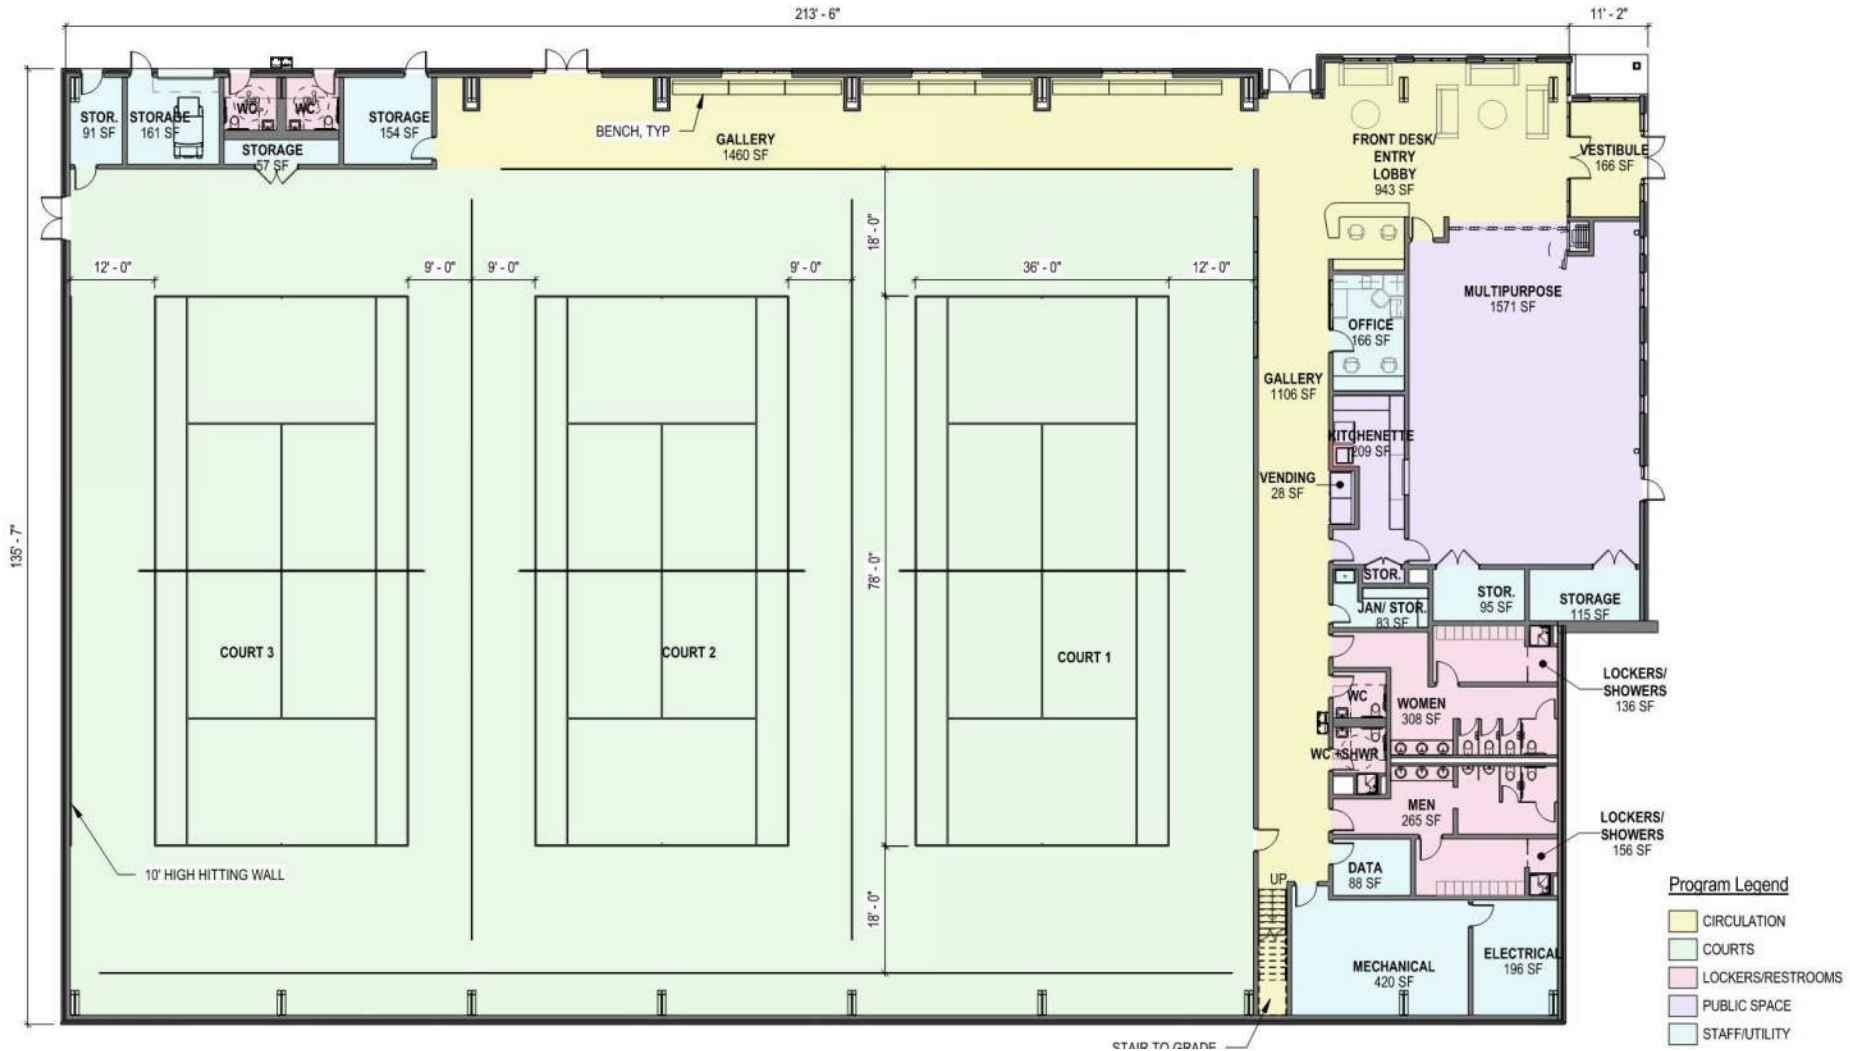 213' - 6"
11' - 2"
135' - 7"
STOR.
91 SF
STORAGE
161 SF
WC
WC
STORAGE
57 SF
STORAGE
154 SF
BENCH, TYP
GALLERY
1460 SF
FRONT DESK/
ENTRY
LOBBY
943 SF
VESTIBULE
166 SF
18' - 0"
12' - 0"
9' - 0"
9' - 0"
9' - 0"
36' - 0"
12' - 0"
MULTIPURPOSE
1571 SF
OFFICE
166 SF
GALLERY
1106 SF
KITCHENETTE
209 SF
VENDING
28 SF
78' - 0"
STOR.
JAN/ STOR.
83 SF
STOR.
95 SF
STORAGE
115 SF
COURT 3
COURT 2
COURT 1
LOCKERS/
SHOWERS
136 SF
WC
WOMEN
308 SF
WC +SHWR
MEN
265 SF
LOCKERS/
SHOWERS
156 SF
10' HIGH HITTING WALL
DATA
88 SF
UP
18' - 0"
MECHANICAL
420 SF
ELECTRICAL
196 SF
STAIR TO GRADE
Program Legend
CIRCULATION
COURTS
LOCKERS/RESTROOMS
PUBLIC SPACE
STAFF/UTILITY